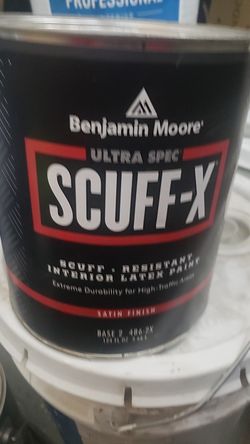 PROFESSIONAL
Benjamin Moore®
ULTRA SPEC
SCUFF-X®
SCUFF - RESISTANT
INTERIOR LATEX PAINT
Extreme Durability for High-Traffic Areas
SATIN FINISH
BASE 2 486-2X